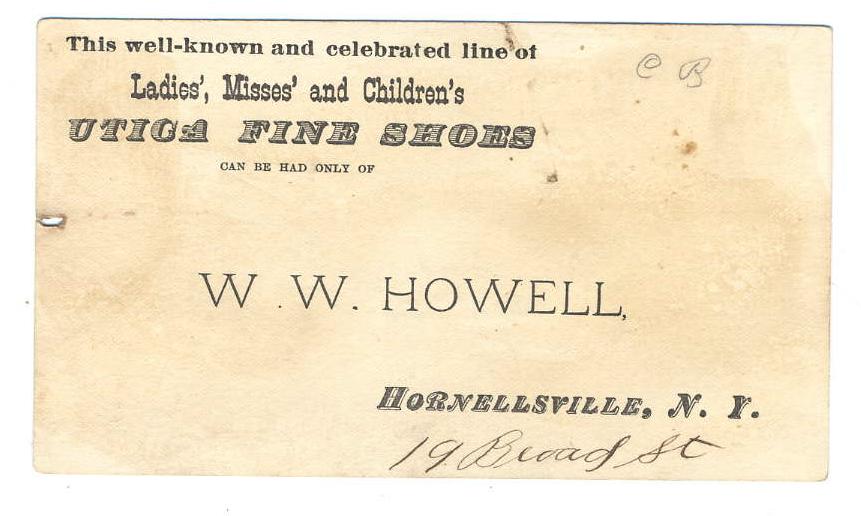 This well-known and celebrated line of
C B
Ladies', Misses' and Children's
UTICA FINE SHOES
CAN BE HAD ONLY OF
W. W. HOWELL,
HORNELLSVILLE, N. Y.
19 Broad St